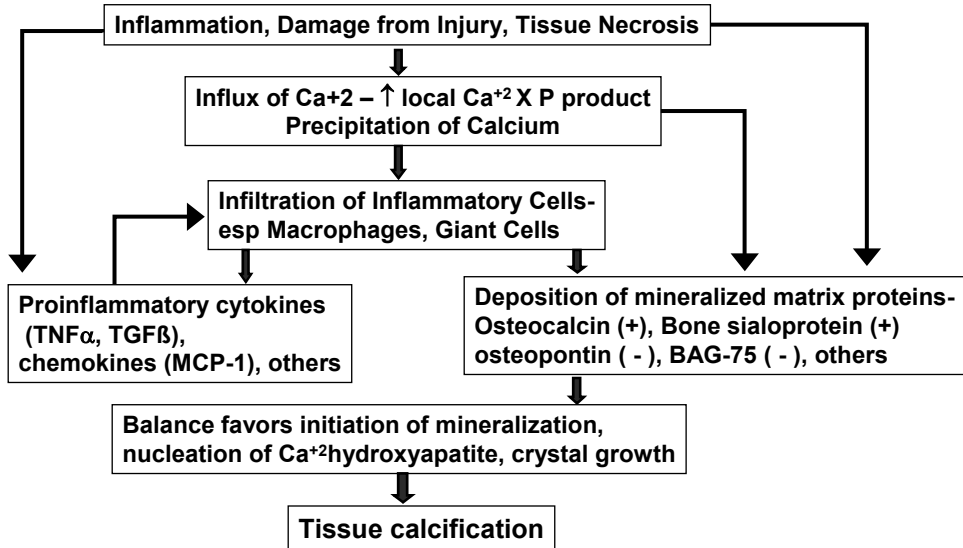 Inflammation, Damage from Injury, Tissue Necrosis
Influx of Ca+2 – ↑ local Ca⁺² X P product
Precipitation of Calcium
Infiltration of Inflammatory Cells-
esp Macrophages, Giant Cells
Proinflammatory cytokines
(TNFα, TGFß),
chemokines (MCP-1), others
Deposition of mineralized matrix proteins-
Osteocalcin (+), Bone sialoprotein (+)
osteopontin ( - ), BAG-75 ( - ), others
Balance favors initiation of mineralization,
nucleation of Ca⁺²hydroxyapatite, crystal growth
Tissue calcification